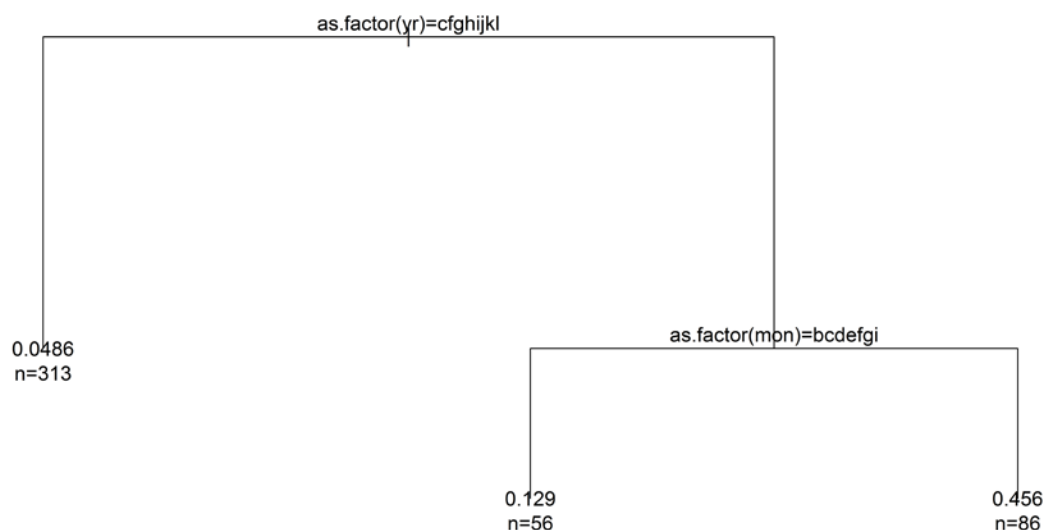 as.factor(yr)=cfghijkl
as.factor(mon)=bcdefgi
0.0486
n=313
0.129
n=56
0.456
n=86